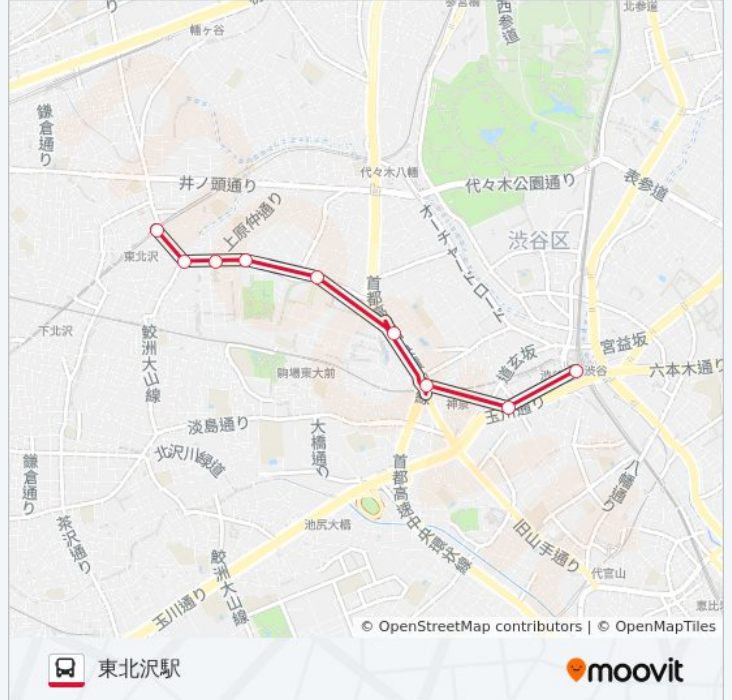 幡ヶ谷
参宮橋
西参道
北参道
鎌倉通り
井ノ頭通り
代々木八幡
代々木公園通り
表参道
上原仲通り
オーチャードロード
渋谷区
東北沢
首都
下北沢
鮫洲大山線
駒場東大前
道玄坂
宮益坂
渋谷
六本木通り
神泉
線
玉川通り
淡島通り
大橋通り
北沢川緑道
鎌倉通り
首都高速中央環状線
八幡通り
茶沢通り
池尻大橋
旧山手通り
鮫洲大山線
代官山
玉川通り
恵比
© OpenStreetMap contributors | © OpenMapTiles
東北沢駅
moovit